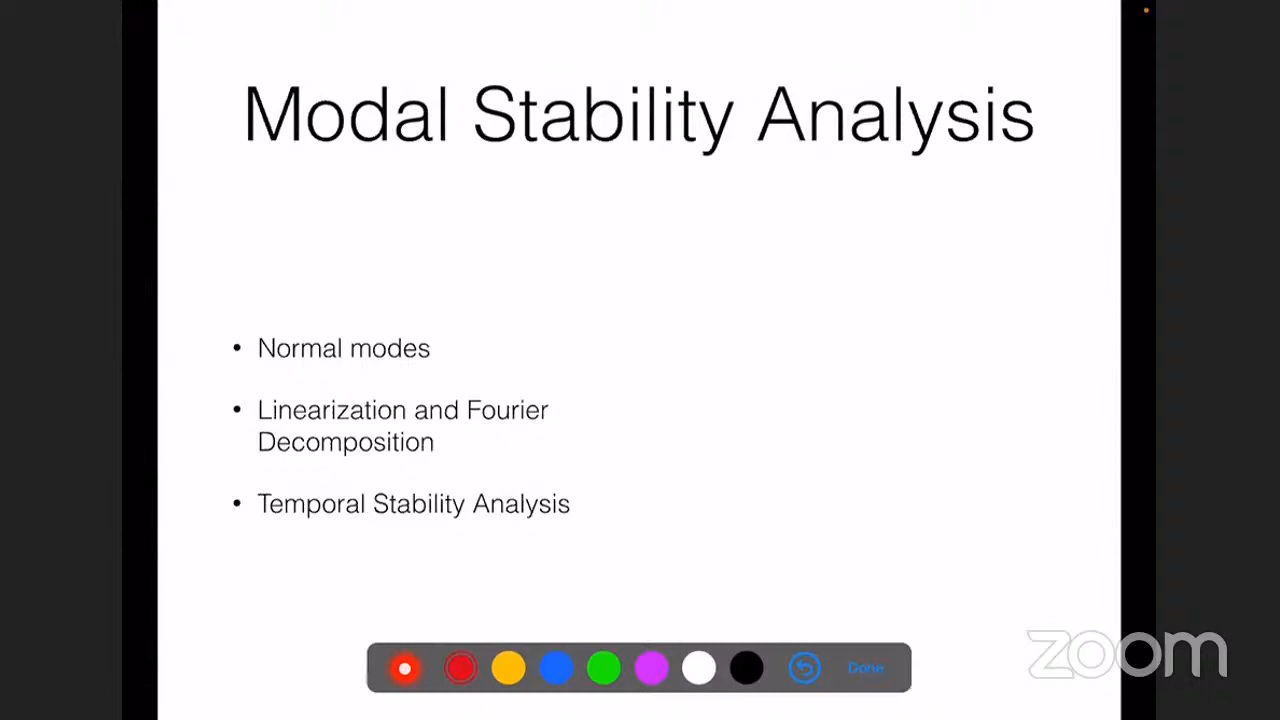 Modal Stability Analysis
• Normal modes
• Linearization and Fourier
Decomposition
• Temporal Stability Analysis
Done
zoom